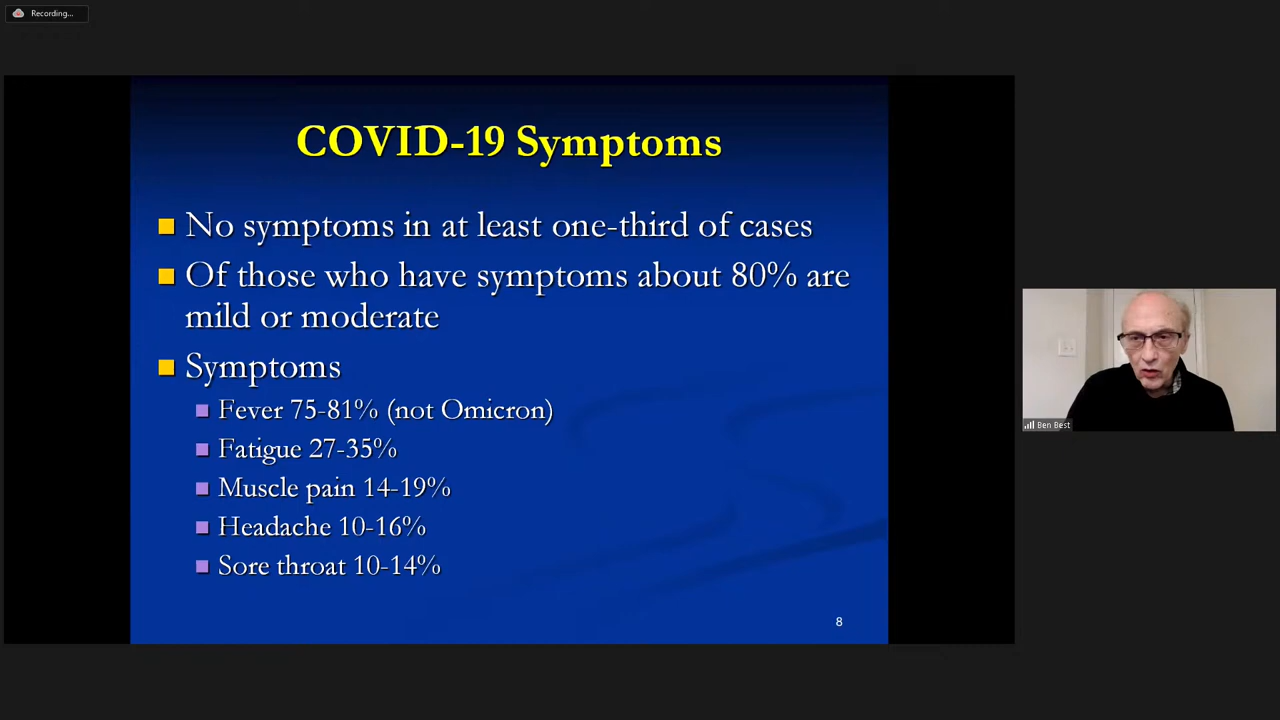 Recording...
COVID-19 Symptoms
No symptoms in at least one-third of cases
Of those who have symptoms about 80% are
mild or moderate
Symptoms
Fever 75-81% (not Omicron)
Fatigue 27-35%
Muscle pain 14-19%
Headache 10-16%
Sore throat 10-14%
8
Ben Best